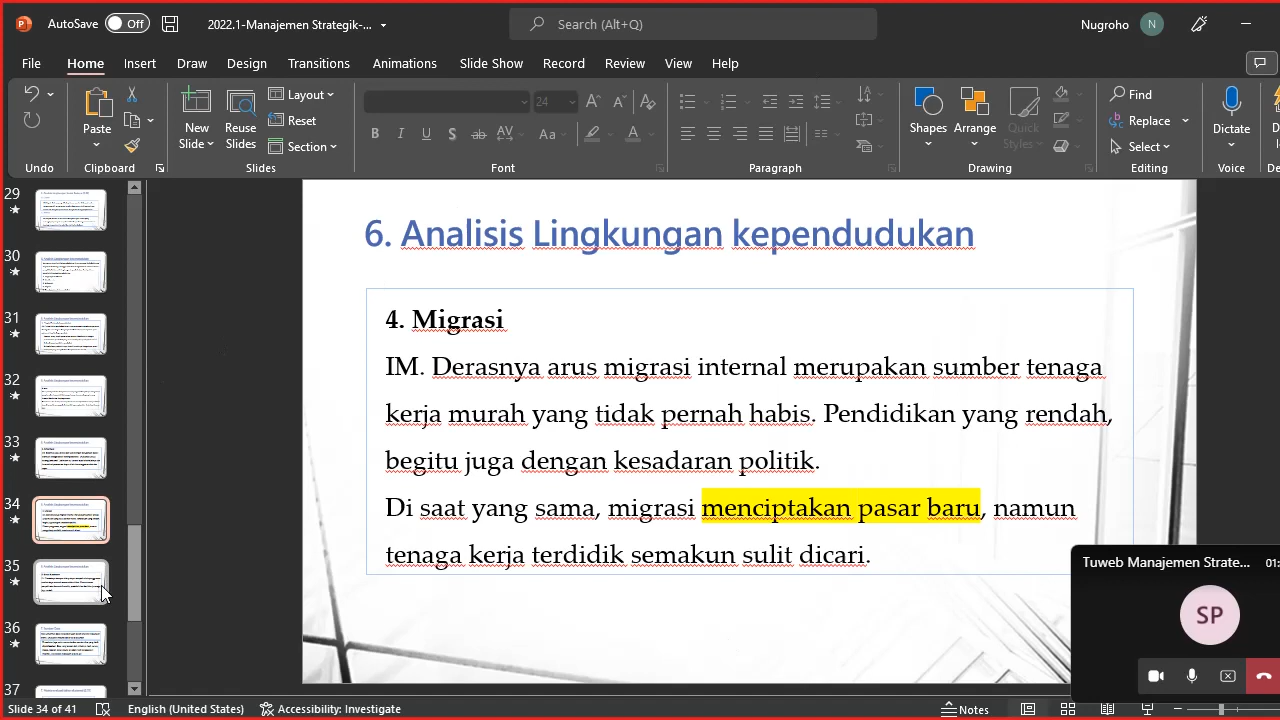 AutoSave Off 2022.1-Manajemen Strategik-... Search (Alt+Q) Nugroho N
File Home Insert Draw Design Transitions Animations Slide Show Record Review View Help
Paste New Slide Reuse Slides Layout Reset Section 24 Shapes Arrange Quick Styles Find Replace Select Dictate
Undo Clipboard Slides Font Paragraph Drawing Editing Voice
29
30
31
32
33
34
35
36
37
6. Analisis Lingkungan kependudukan
4. Migrasi
IM. Derasnya arus migrasi internal merupakan sumber tenaga
kerja murah yang tidak pernah habis. Pendidikan yang rendah,
begitu juga dengan kesadaran politik.
Di saat yang sama, migrasi menciptakan pasar baru, namun
tenaga kerja terdidik semakun sulit dicari.
Tuweb Manajemen Strate...
SP
Slide 34 of 41 English (United States) Accessibility: Investigate Notes